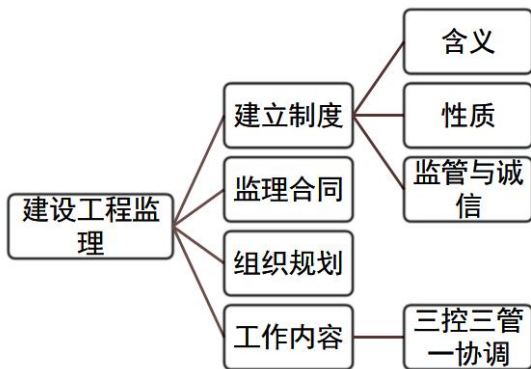 含义
建立制度
性质
监管与诚
信
监理合同
建设工程监
理
组织规划
工作内容
三控三管
一协调